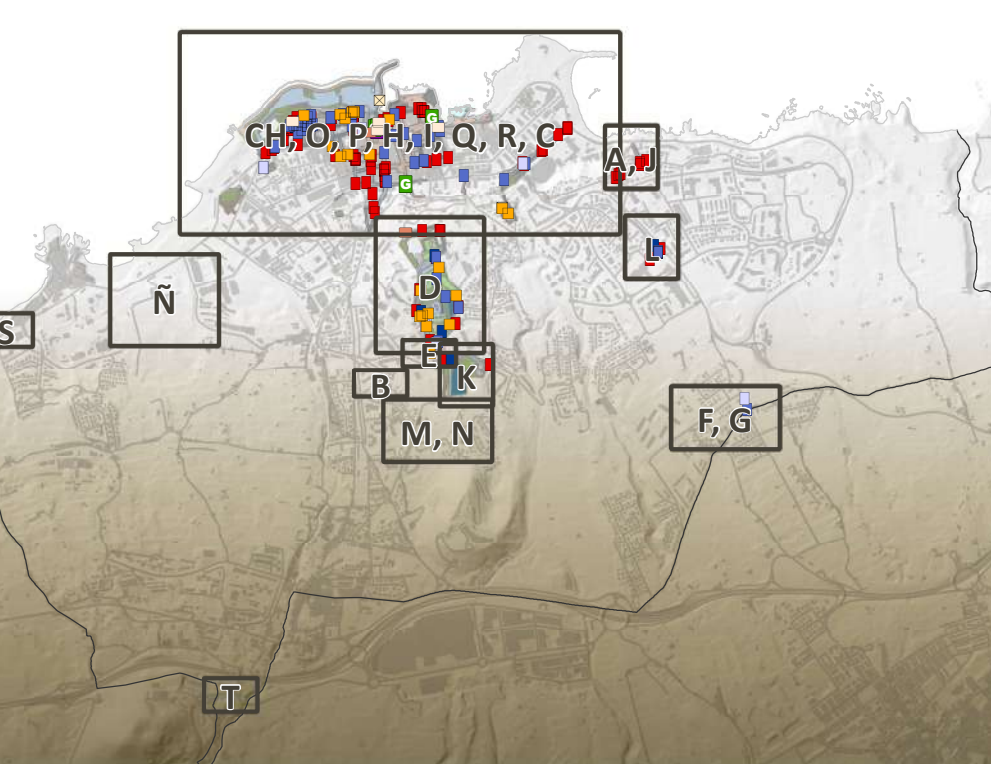 G
CH, O, P, H, I, Q, R, C
A, J
G
L
D
Ñ
S
E
K
B
F, G
M, N
T